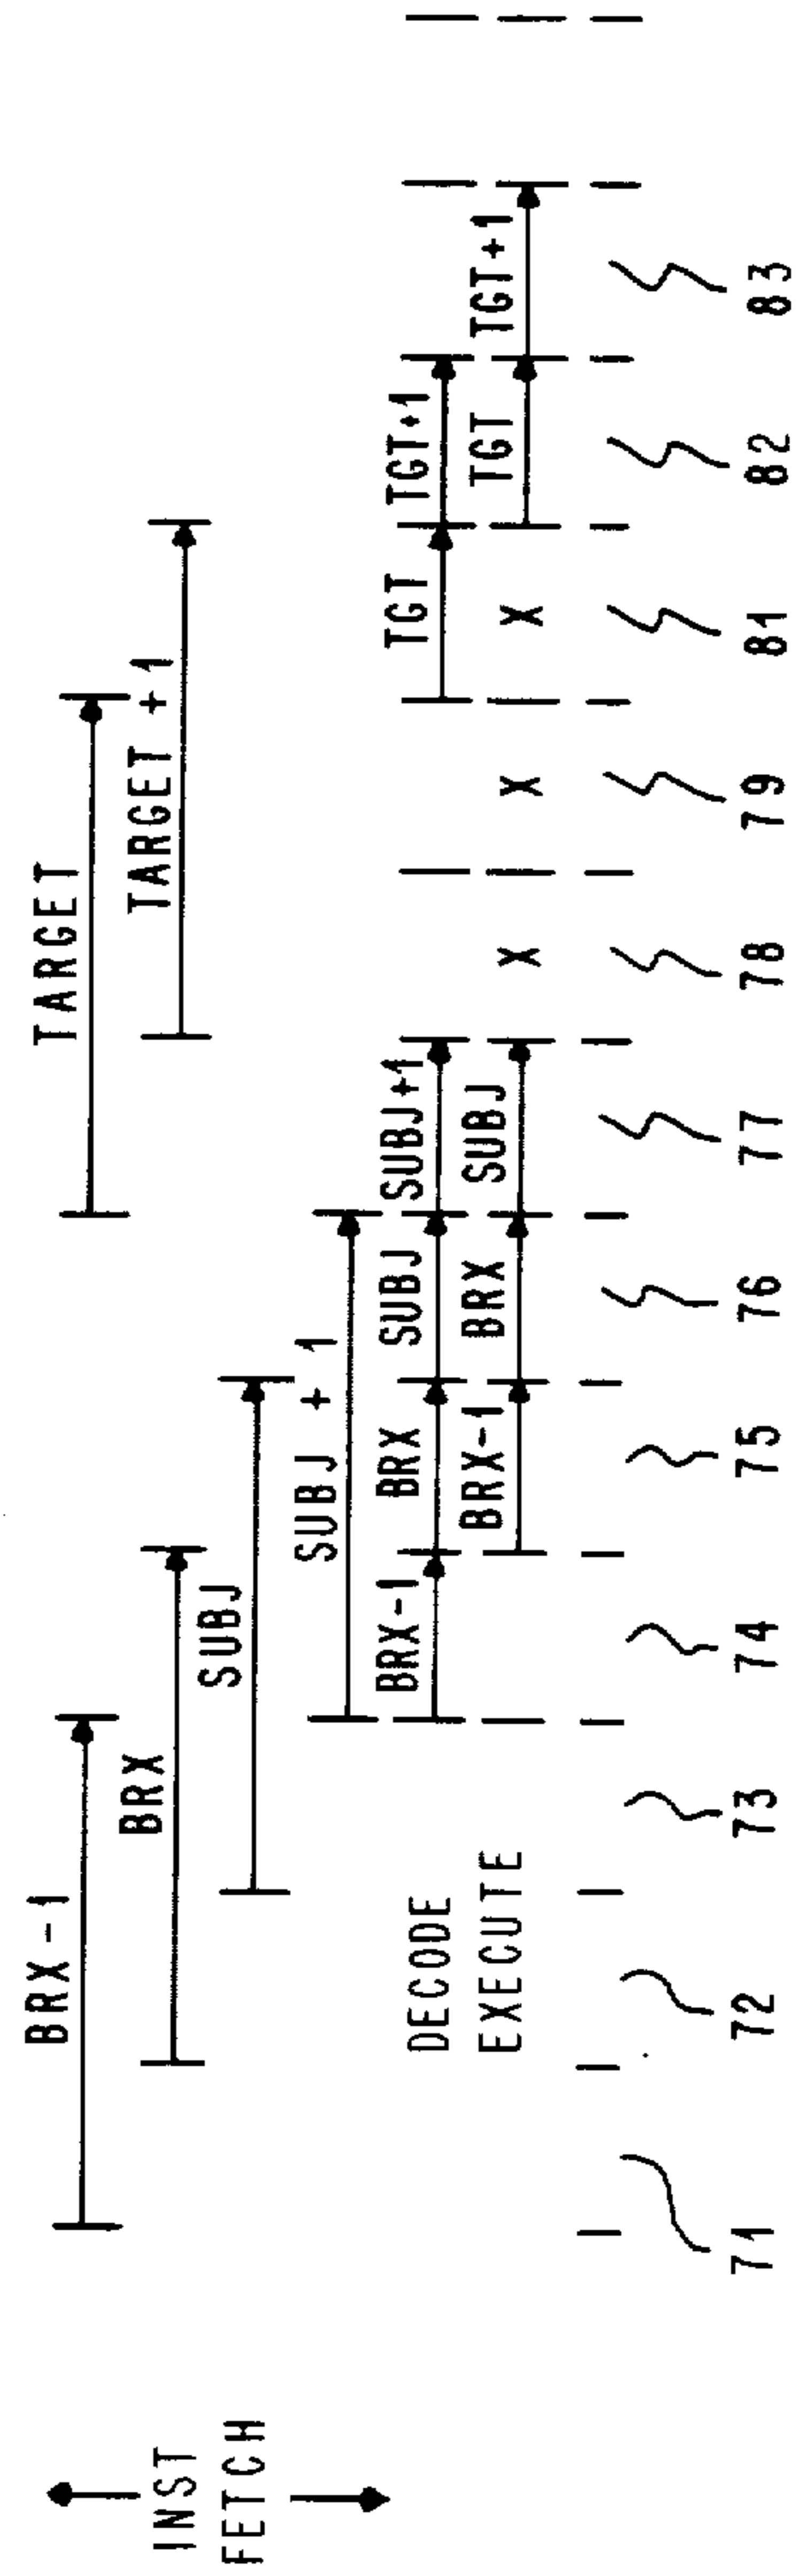 INST
FETCH
BRX-1
TARGET
BRX
TARGET + 1
SUBJ
SUBJ + 1
DECODE
BRX-1
BRX
SUBJ
SUBJ+1
TGT
TGT+1
EXECUTE
BRX-1
BRX
SUBJ
X
X
X
TGT
TGT+1
71
72
73
74
75
76
77
78
79
81
82
83